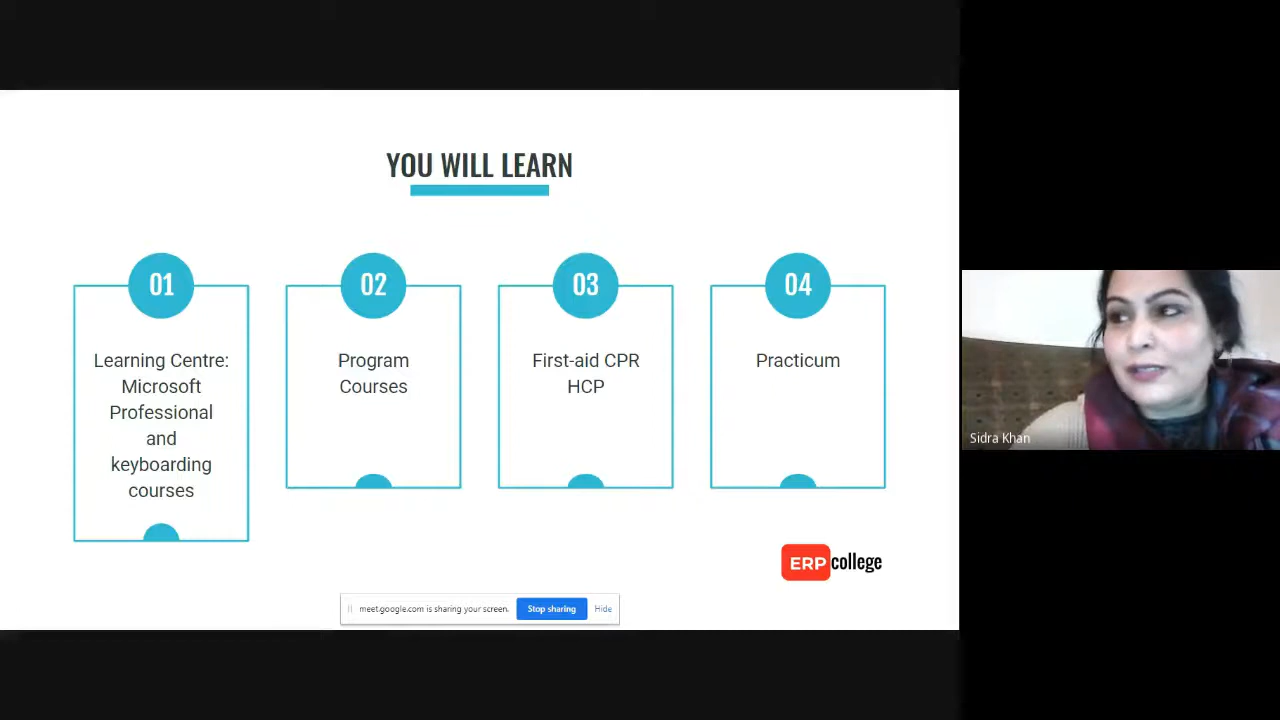 YOU WILL LEARN
01
Learning Centre:
Microsoft
Professional
and
keyboarding
courses
02
Program
Courses
03
First-aid CPR
HCP
04
Practicum
ERP college
meet.google.com is sharing your screen.
Stop sharing
Hide
Sidra Khan